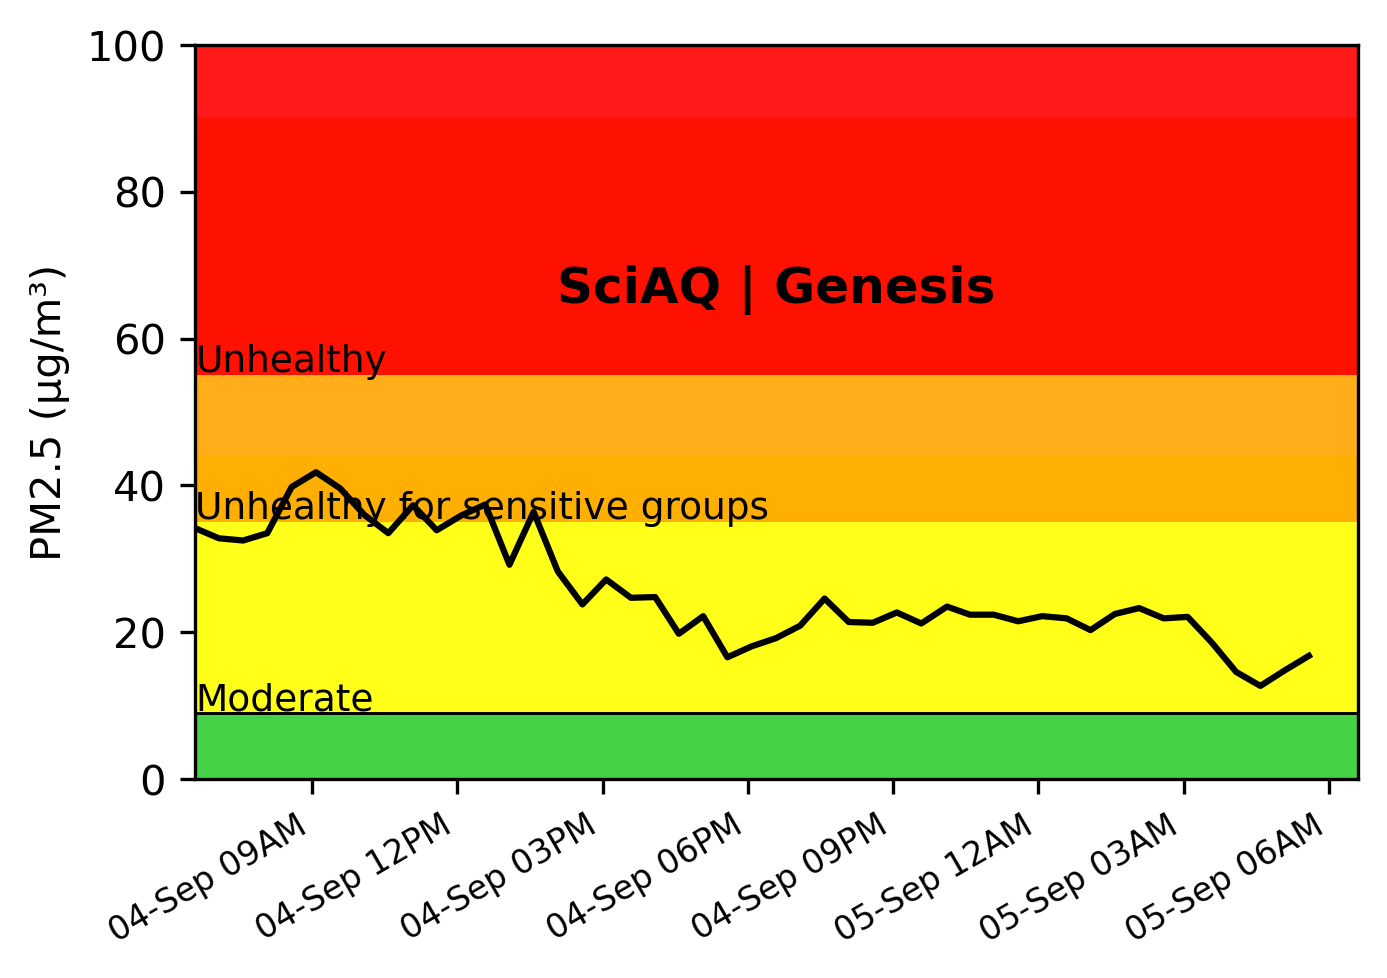 100
80
60
40
20
0
PM2.5 (µg/m³)
SciAQ | Genesis
Unhealthy
Unhealthy for sensitive groups
Moderate
04-Sep 09AM
04-Sep 12PM
04-Sep 03PM
04-Sep 06PM
04-Sep 09PM
05-Sep 12AM
05-Sep 03AM
05-Sep 06AM